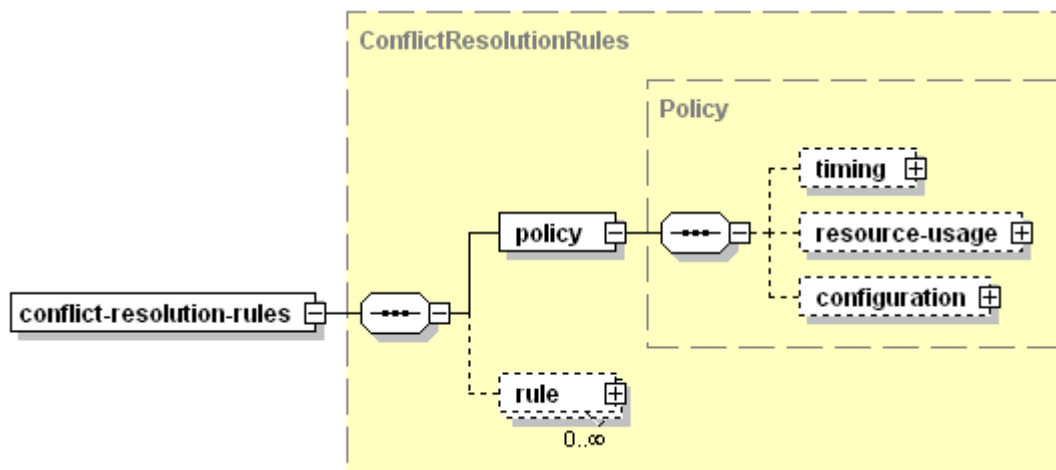 ConflictResolutionRules
Policy
timing
policy
resource-usage
configuration
conflict-resolution-rules
rule
0..∞